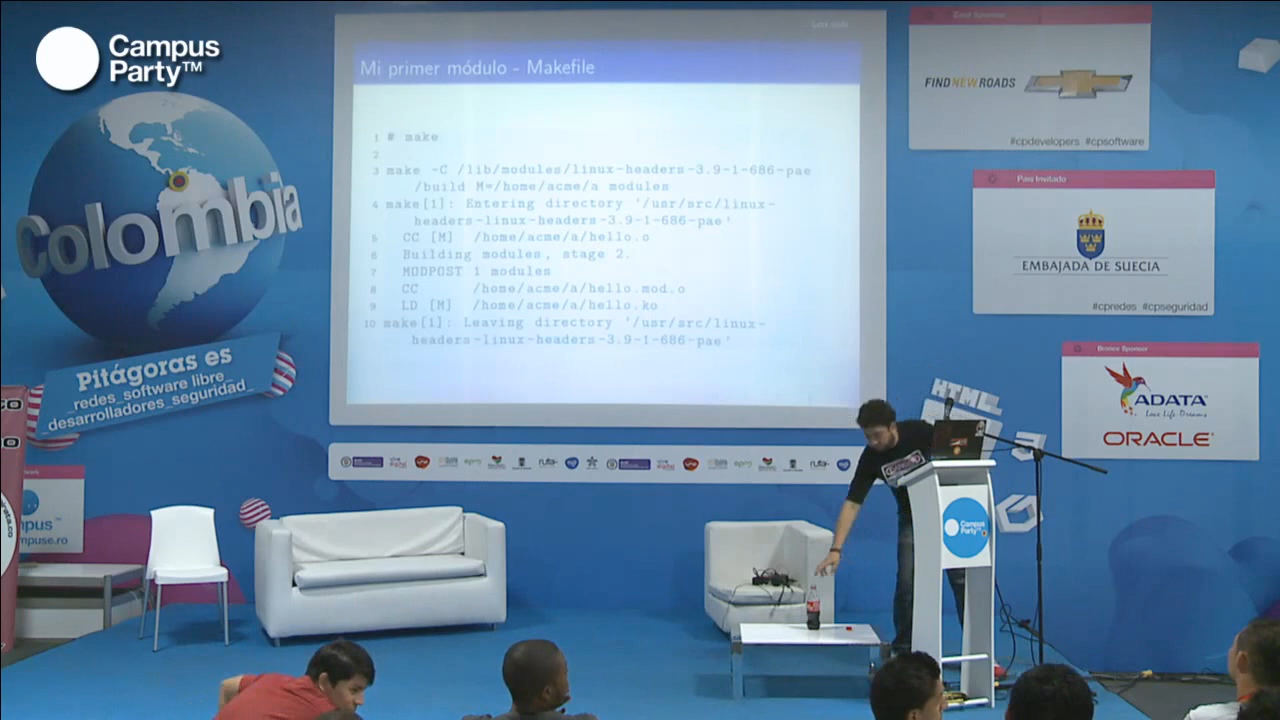 Campus
Party™
Colombia
Pitágoras es
_redes_software libre_
desarrolladores_seguridad_
Mi primer módulo - Makefile
1 # make
2
3 make -C /lib/modules/linux-headers-3.9-1-686-pae
/build M=/home/acme/a modules
4 make[1]: Entering directory '/usr/src/linux-
headers-linux-headers-3.9-1-686-pae'
5 CC [M] /home/acme/a/hello.o
6 Building modules, stage 2.
7 MODPOST 1 modules
8 CC /home/acme/a/hello.mod.o
9 LD [M] /home/acme/a/hello.ko
10 make[1]: Leaving directory '/usr/src/linux-
headers-linux-headers-3.9-1-686-pae'
FIND NEW ROADS
#cpdevelopers #cpsoftware
País Invitado
EMBAJADA DE SUECIA
#cpredes #cpseguridad
Bronce Sponsor
ADATA
Love Life Dreams
ORACLE
HTML
Campus
Party